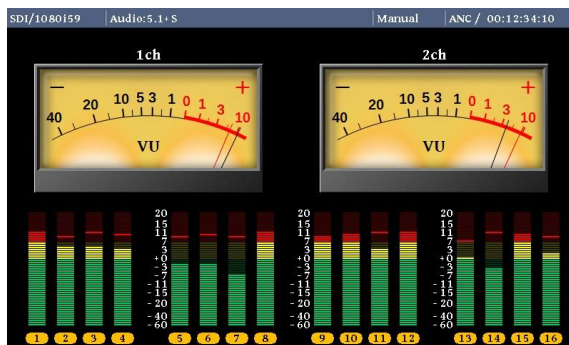 SDI/1080i59 Audio:5.1+S Manual ANC / 00:12:34:10
1ch 2ch
− +
40 20 10 5 3 1 0 1 3 10
VU
− +
40 20 10 5 3 1 0 1 3 10
VU
20 20 20
15 15 15
11 11 11
7 7 7
+3 +3 +3
+0 +0 +0
-3 -3 -3
-7 -7 -7
-11 -11 -11
-15 -15 -15
-20 -20 -20
-40 -40 -40
-60 -60 -60
1 2 3 4 5 6 7 8 9 10 11 12 13 14 15 16